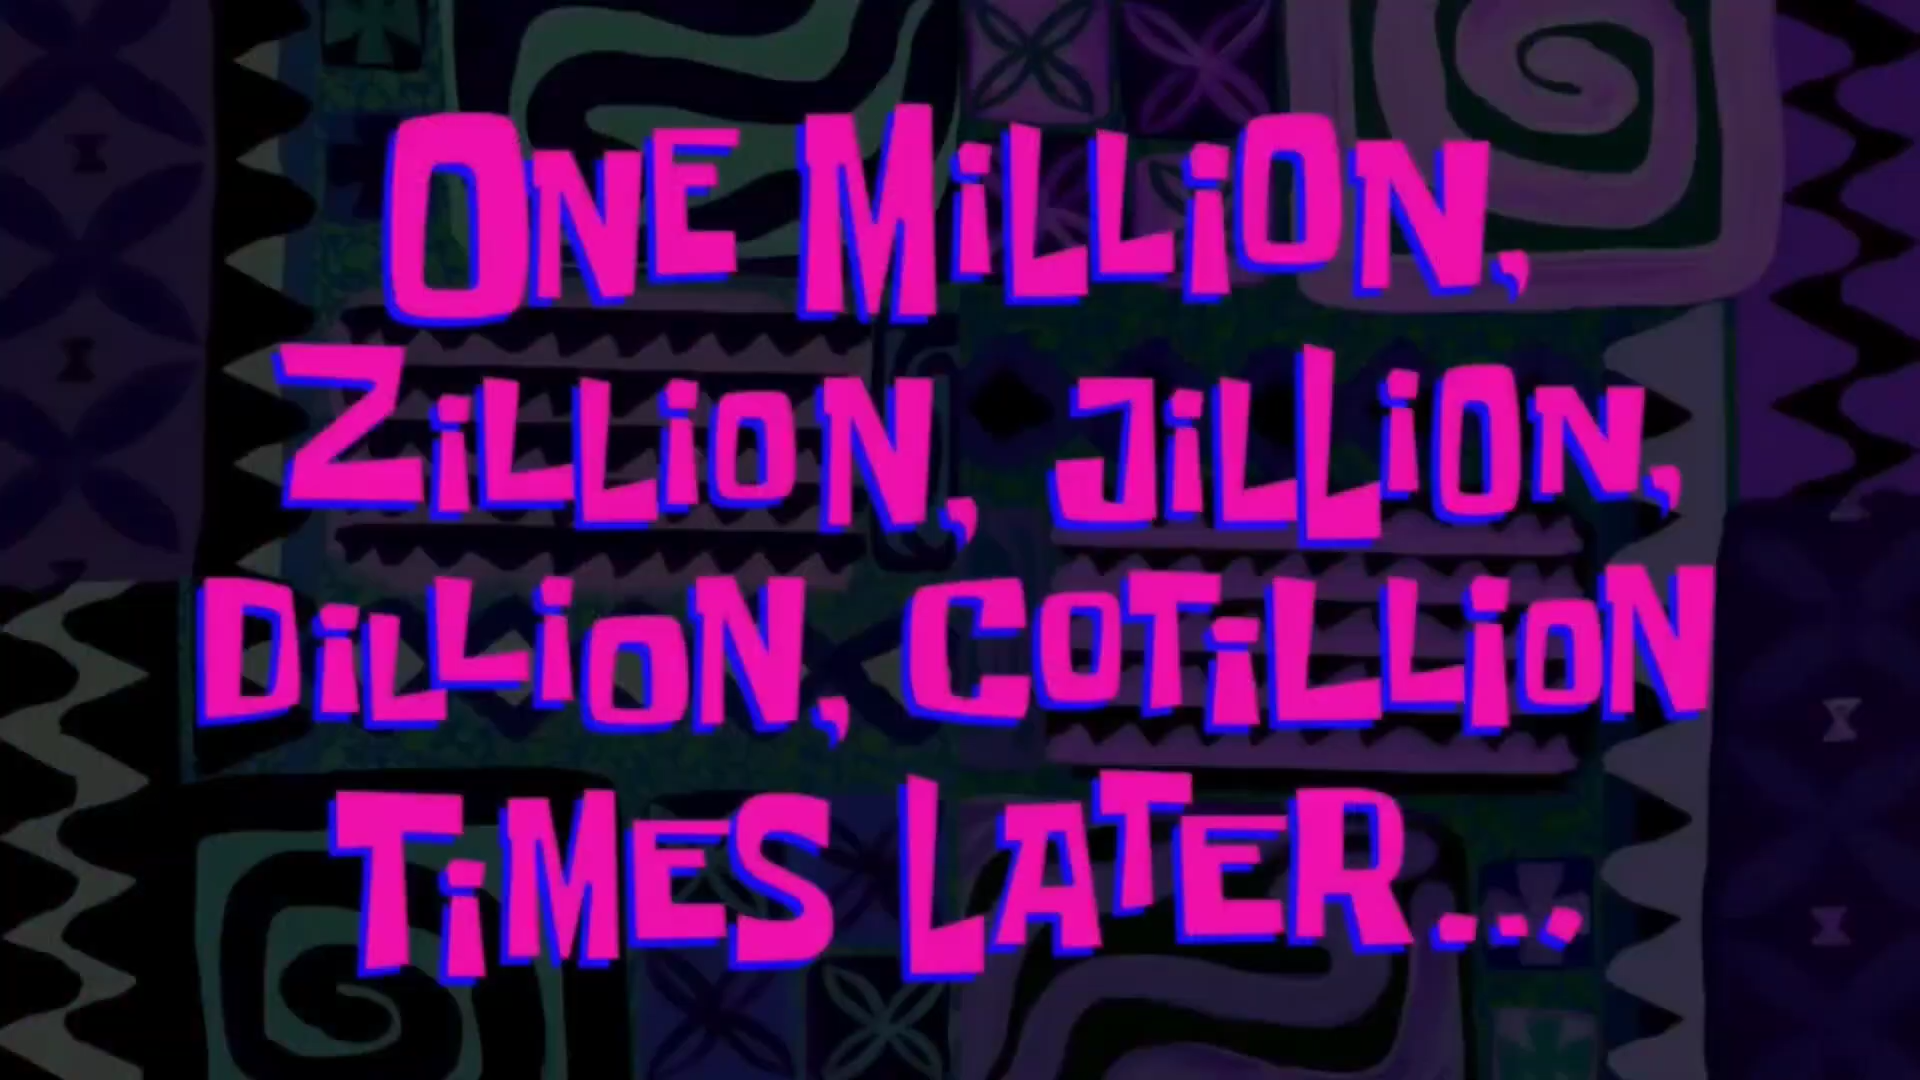 One Million,
Zillion, Jillion,
Dillion, Cotillion
Times Later...